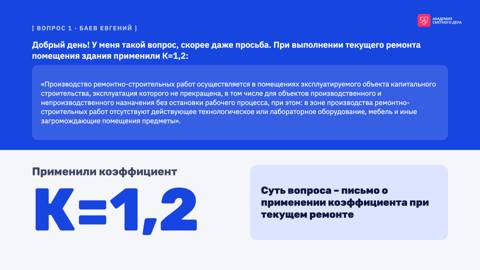 [ ВОПРОС 1 - БАЕВ ЕВГЕНИЙ ]
АКАДЕМИЯ
СМЕТНОГО ДЕЛА
Добрый день! У меня такой вопрос, скорее даже просьба. При выполнении текущего ремонта
помещения здания применили К=1,2:
«Производство ремонтно-строительных работ осуществляется в помещениях эксплуатируемого объекта капитального
строительства, эксплуатация которого не прекращена, в том числе для объектов производственного и
непроизводственного назначения без остановки рабочего процесса, при этом: в зоне производства ремонтно-
строительных работ отсутствуют действующее технологическое или лабораторное оборудование, мебель и иные
загромождающие помещения предметы».
Применили коэффициент
К=1,2
Суть вопроса – письмо о
применении коэффициента при
текущем ремонте